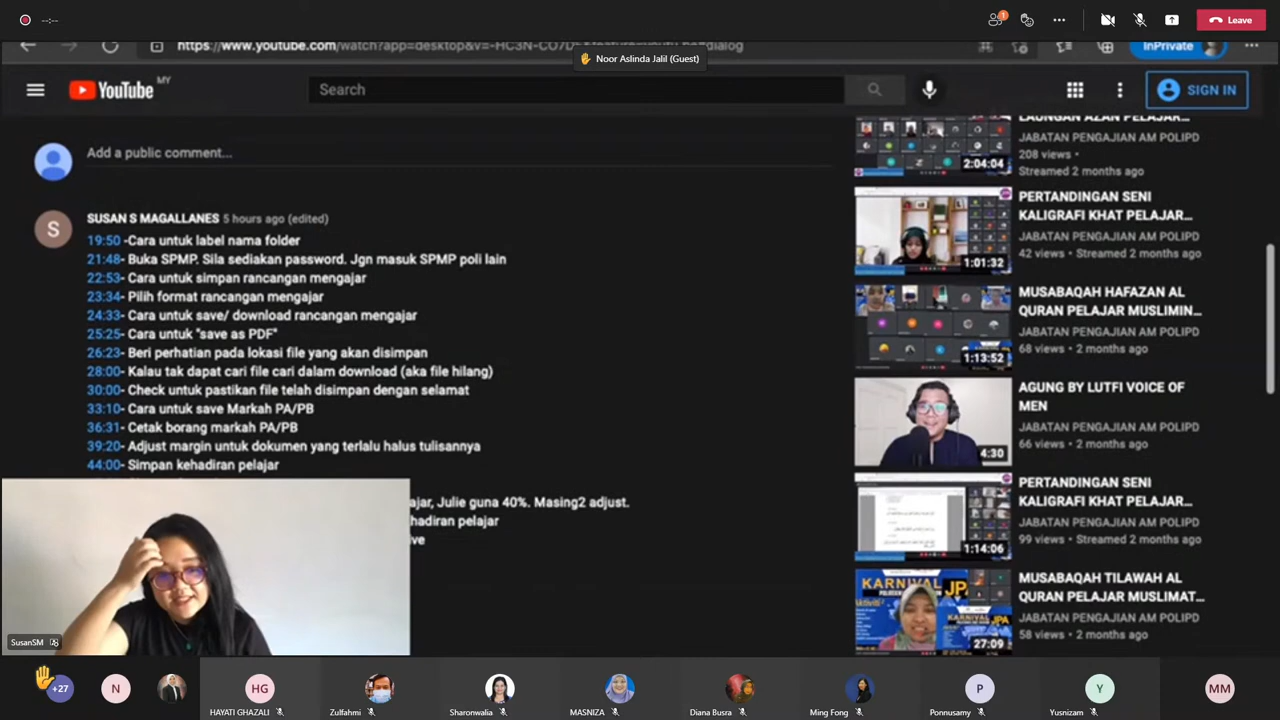 --:--
1
Leave
https://www.youtube.com/watch?app=desktop&v=-HC3N-CO7D
InPrivate
Noor Aslinda Jalil (Guest)
YouTube MY
Search
SIGN IN
Add a public comment...
SUSAN S MAGALLANES 5 hours ago (edited)
19:50 -Cara untuk label nama folder
21:48- Buka SPMP. Sila sediakan password. Jgn masuk SPMP poli lain
22:53- Cara untuk simpan rancangan mengajar
23:34- Pilih format rancangan mengajar
24:33- Cara untuk save/ download rancangan mengajar
25:25- Cara untuk "save as PDF"
26:23- Beri perhatian pada lokasi file yang akan disimpan
28:00- Kalau tak dapat cari file cari dalam download (aka file hilang)
30:00- Check untuk pastikan file telah disimpan dengan selamat
33:10- Cara untuk save Markah PA/PB
36:31- Cetak borang markah PA/PB
39:20- Adjust margin untuk dokumen yang terlalu halus tulisannya
44:00- Simpan kehadiran pelajar
ajar, Julie guna 40%. Masing2 adjust.
hadiran pelajar
ive
LAUNGAN AZAN PELAJAR...
JABATAN PENGAJIAN AM POLIPD
208 views •
Streamed 2 months ago
2:04:04
PERTANDINGAN SENI
KALIGRAFI KHAT PELAJAR...
JABATAN PENGAJIAN AM POLIPD
42 views • Streamed 2 months ago
1:01:32
MUSABAQAH HAFAZAN AL
QURAN PELAJAR MUSLIMIN...
JABATAN PENGAJIAN AM POLIPD
68 views • 2 months ago
1:13:52
AGUNG BY LUTFI VOICE OF
MEN
JABATAN PENGAJIAN AM POLIPD
66 views • 2 months ago
4:30
PERTANDINGAN SENI
KALIGRAFI KHAT PELAJAR...
JABATAN PENGAJIAN AM POLIPD
99 views • Streamed 2 months ago
1:14:06
MUSABAQAH TILAWAH AL
QURAN PELAJAR MUSLIMAT...
JABATAN PENGAJIAN AM POLIPD
58 views • 2 months ago
KARNIVAL
JPA
27:09
S
SusanSM
+27
N
HG
HAYATI GHAZALI
Zulfahmi
Sharonwalia
MASNIZA
Diana Busra
Ming Fong
P
Ponnusamy
Y
Yusnizam
MM